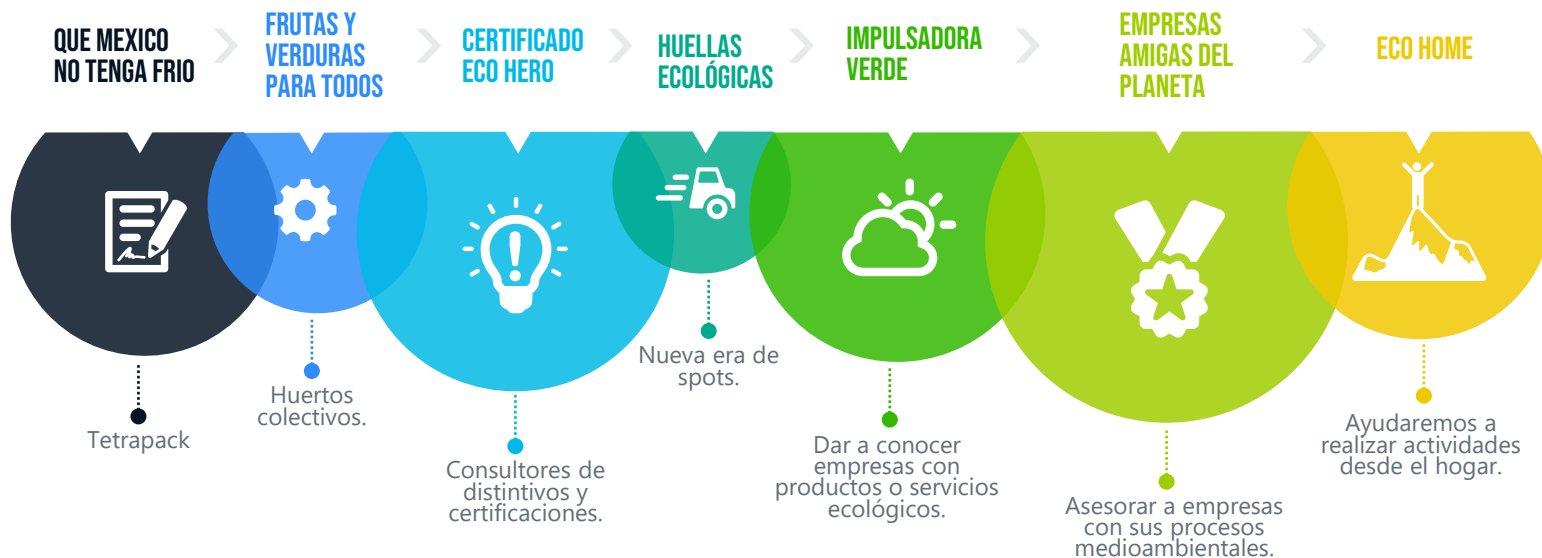 QUE MEXICO
NO TENGA FRIO
FRUTAS Y
VERDURAS
PARA TODOS
CERTIFICADO
ECO HERO
HUELLAS
ECOLÓGICAS
IMPULSADORA
VERDE
EMPRESAS
AMIGAS DEL
PLANETA
ECO HOME
Tetrapack
Huertos
colectivos.
Consultores de
distintivos y
certificaciones.
Nueva era de
spots.
Dar a conocer
empresas con
productos o servicios
ecológicos.
Asesorar a empresas
con sus procesos
medioambientales.
Ayudaremos a
realizar actividades
desde el hogar.